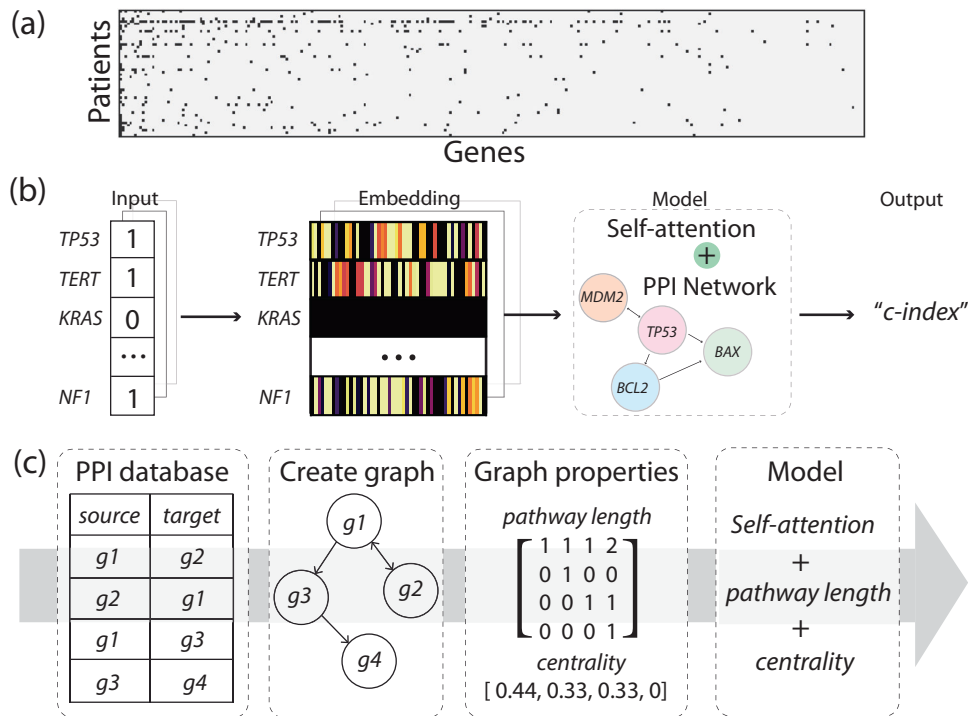 (a)
Patients
Genes
(b)
Input
Embedding
Model
Output
TP53 1
TERT 1
KRAS 0
...
NF1 1
TP53
TERT
KRAS
...
NF1
Self-attention
+
PPI Network
MDM2
TP53
BAX
BCL2
"c-index"
(c)
PPI database
source target
g1 g2
g2 g1
g1 g3
g3 g4
Create graph
g1
g3
g2
g4
Graph properties
pathway length
1 1 1 2
0 1 0 0
0 0 1 1
0 0 0 1
centrality
[ 0.44, 0.33, 0.33, 0]
Model
Self-attention
+
pathway length
+
centrality